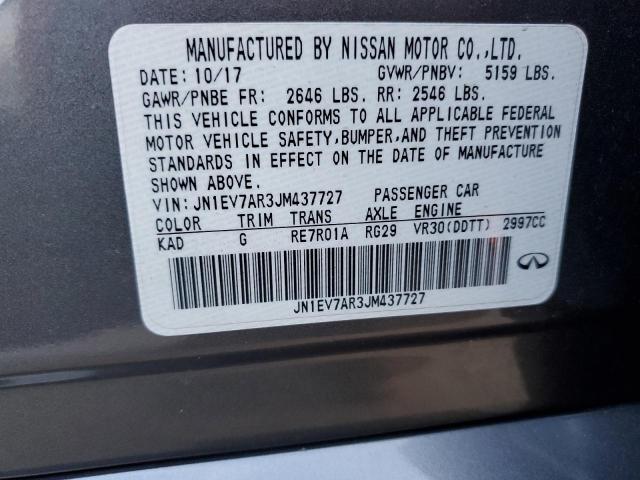 MANUFACTURED BY NISSAN MOTOR CO.,LTD.
DATE: 10/17 GVWR/PNBV: 5159 LBS.
GAWR/PNBE FR: 2646 LBS. RR: 2546 LBS.
THIS VEHICLE CONFORMS TO ALL APPLICABLE FEDERAL
MOTOR VEHICLE SAFETY,BUMPER,AND THEFT PREVENTION
STANDARDS IN EFFECT ON THE DATE OF MANUFACTURE
SHOWN ABOVE.
VIN:JN1EV7AR3JM437727 PASSENGER CAR
COLOR TRIM TRANS AXLE ENGINE
KAD G RE7R01A RG29 VR30(DDTT) 2997CC
JN1EV7AR3JM437727